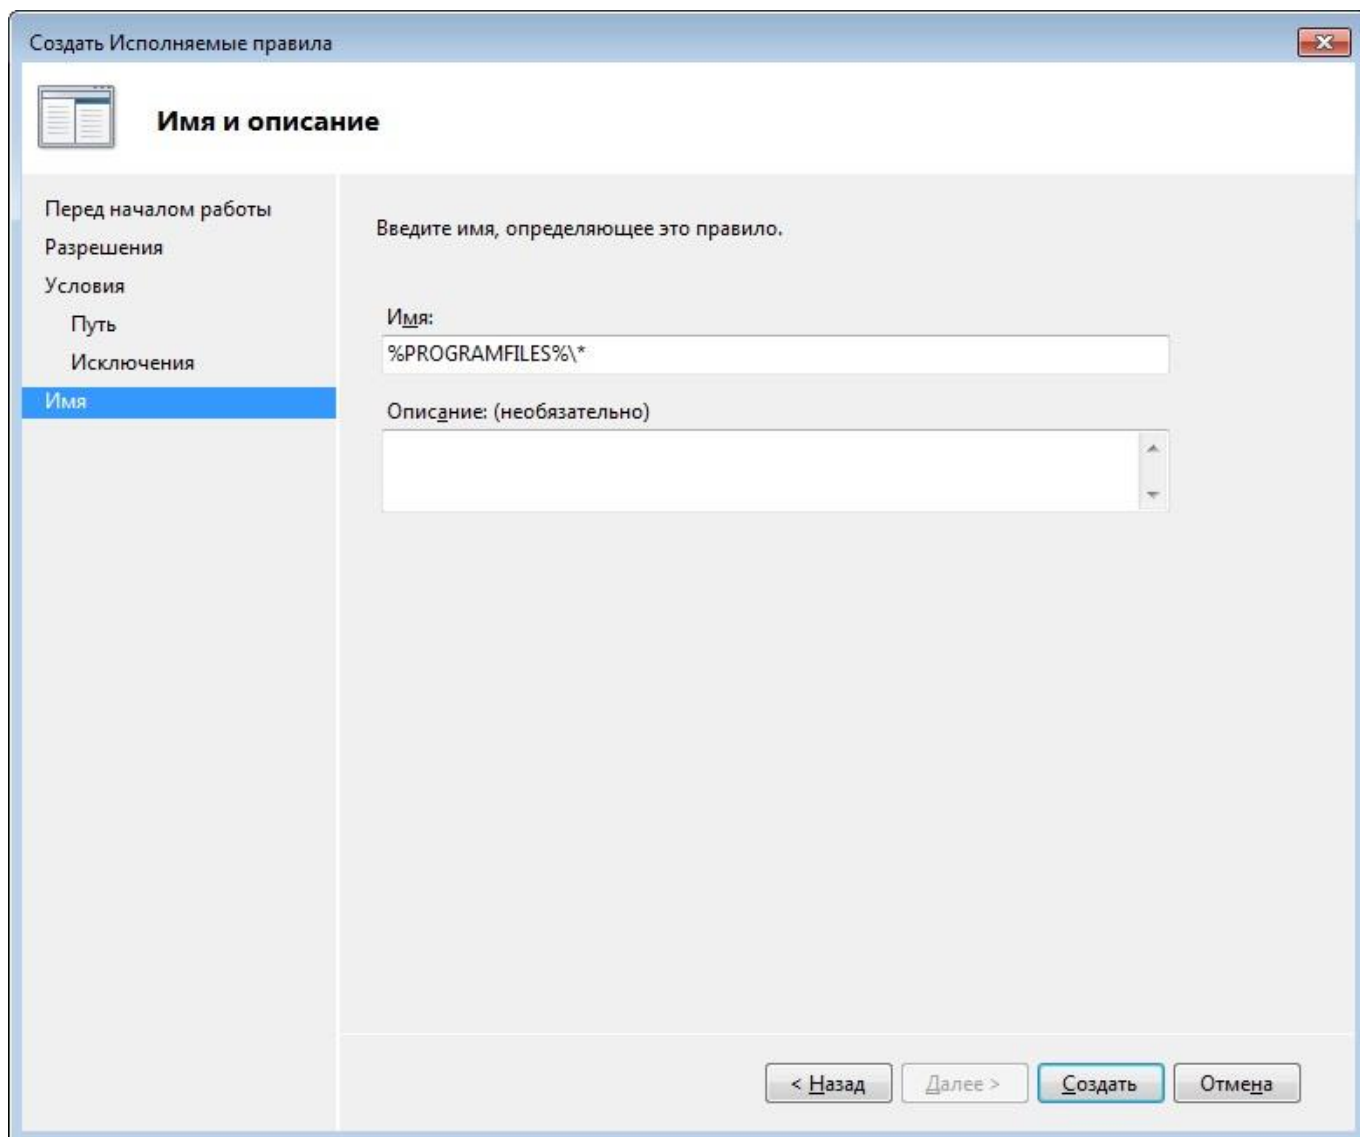 Создать Исполняемые правила
Имя и описание
Перед началом работы
Разрешения
Условия
Путь
Исключения
Имя
Введите имя, определяющее это правило.
Имя:
%PROGRAMFILES%\*
Описание: (необязательно)
< Назад
Далее >
Создать
Отмена